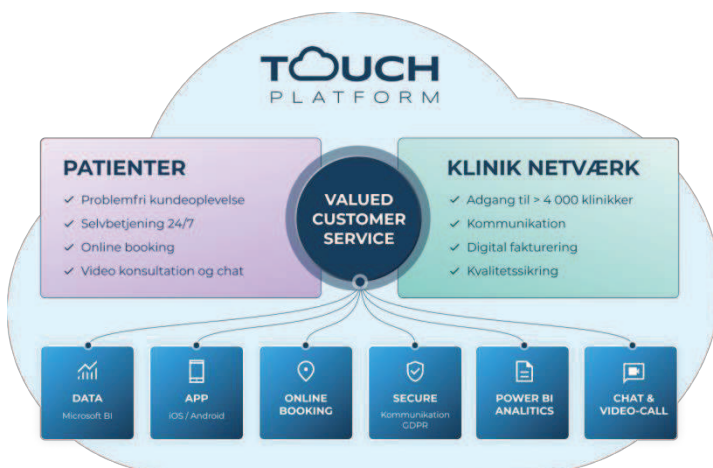 TOUCH
PLATFORM
PATIENTER
✓ Problemfri kundeoplevelse
✓ Selvbetjening 24/7
✓ Online booking
✓ Video konsultation og chat
VALUED
CUSTOMER
SERVICE
KLINIK NETVÆRK
✓ Adgang til > 4 000 klinikker
✓ Kommunikation
✓ Digital fakturering
✓ Kvalitetssikring
DATA
Microsoft BI
APP
iOS / Android
ONLINE
BOOKING
SECURE
Kommunikation
GDPR
POWER BI
ANALITICS
CHAT &
VIDEO-CALL